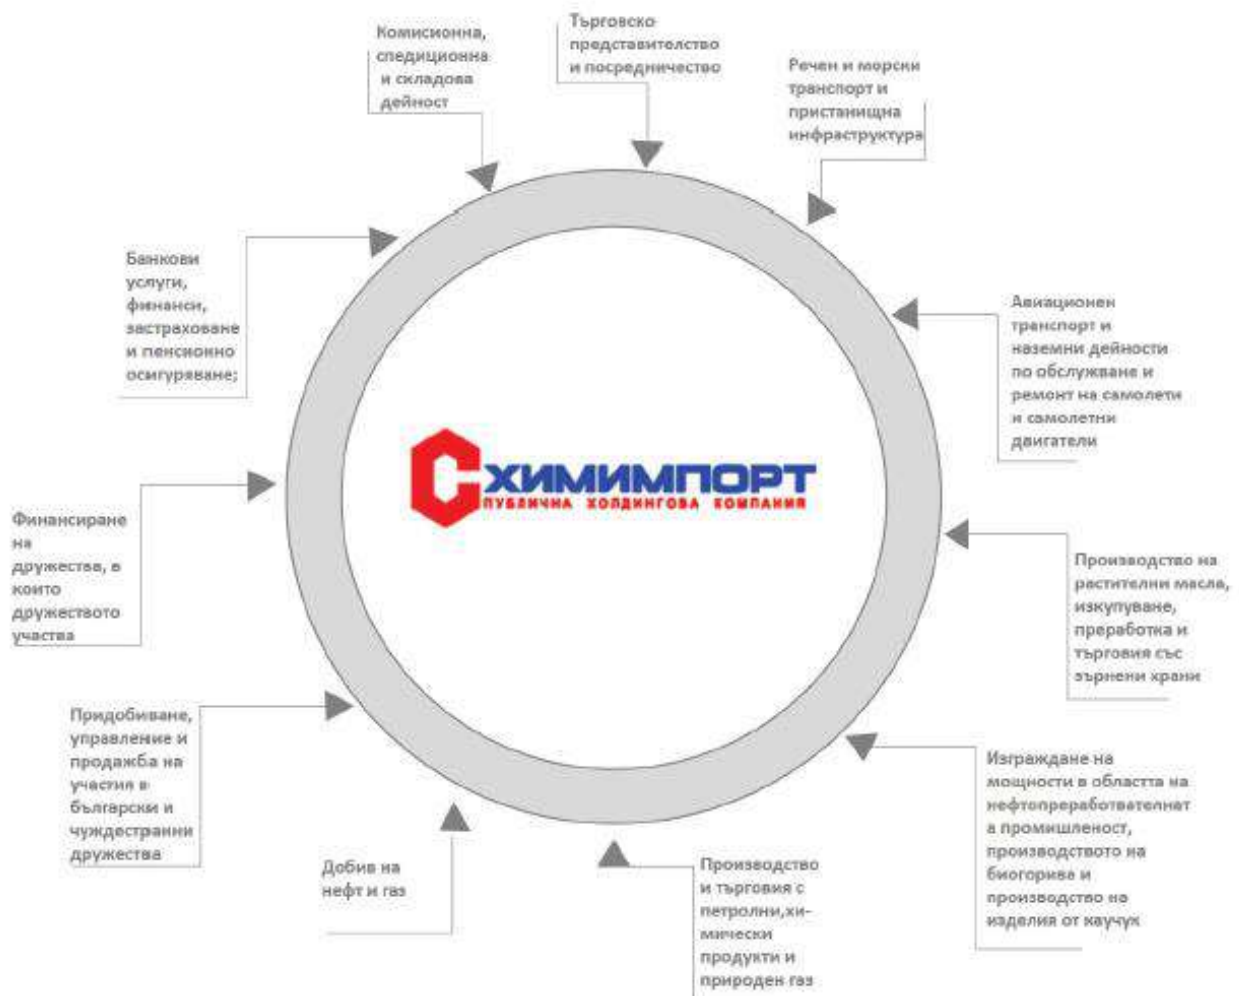 Търговско
представителство
и посредничество
Речен и морски
транспорт и
пристанищна
инфраструктура
Авиационен
транспорт и
наземни дейности
по обслужване и
ремонт на самолети
и самолетни
двигатели
Производство на
растителни масла,
изкупуване,
преработка и
търговия със
зърнени храни
Изграждане на
мощности в областта на
нефтопреработвателнат
а промишленост,
производството на
биогорива и
производство на
изделия от каучук
Производство
и търговия с
петролни,хи-
мически
продукти и
природен газ
Добив на
нефт и газ
Придобиване,
управление и
продажба на
участия в
български и
чуждестранни
дружества
Финансиране
на
дружества, в
които
дружеството
участва
Банкови
услуги,
финанси,
застраховане
и пенсионно
осигуряване;
Комисионна,
спедиционна
и складова
дейност
ХИМИМПОРТ
ПУБЛИЧНА ХОЛДИНГОВА КОМПАНИЯ